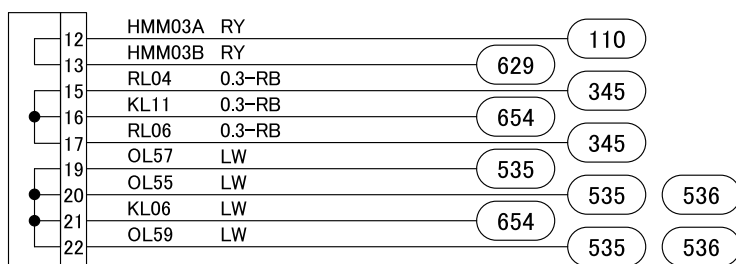 12 HMM03A RY 110
13 HMM03B RY 629
15 RL04 0.3-RB 345
16 KL11 0.3-RB 654
17 RL06 0.3-RB 345
19 OL57 LW 535
20 OL55 LW 535 536
21 KL06 LW 654
22 OL59 LW 535 536